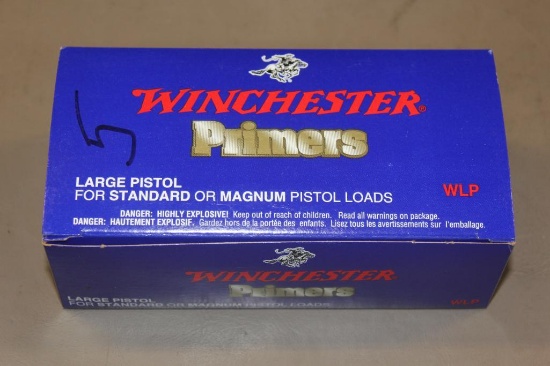 5
WINCHESTER®
Primers
LARGE PISTOL
FOR STANDARD OR MAGNUM PISTOL LOADS
WLP
DANGER: HIGHLY EXPLOSIVE! Keep out of reach of children. Read all warnings on package.
DANGER: HAUTEMENT EXPLOSIF. Gardez hors de la portée des enfants. Lisez tous les avertissements sur l'emballage.
WINCHESTER®
Primers
LARGE PISTOL
FOR STANDARD OR MAGNUM PISTOL LOADS
WLP